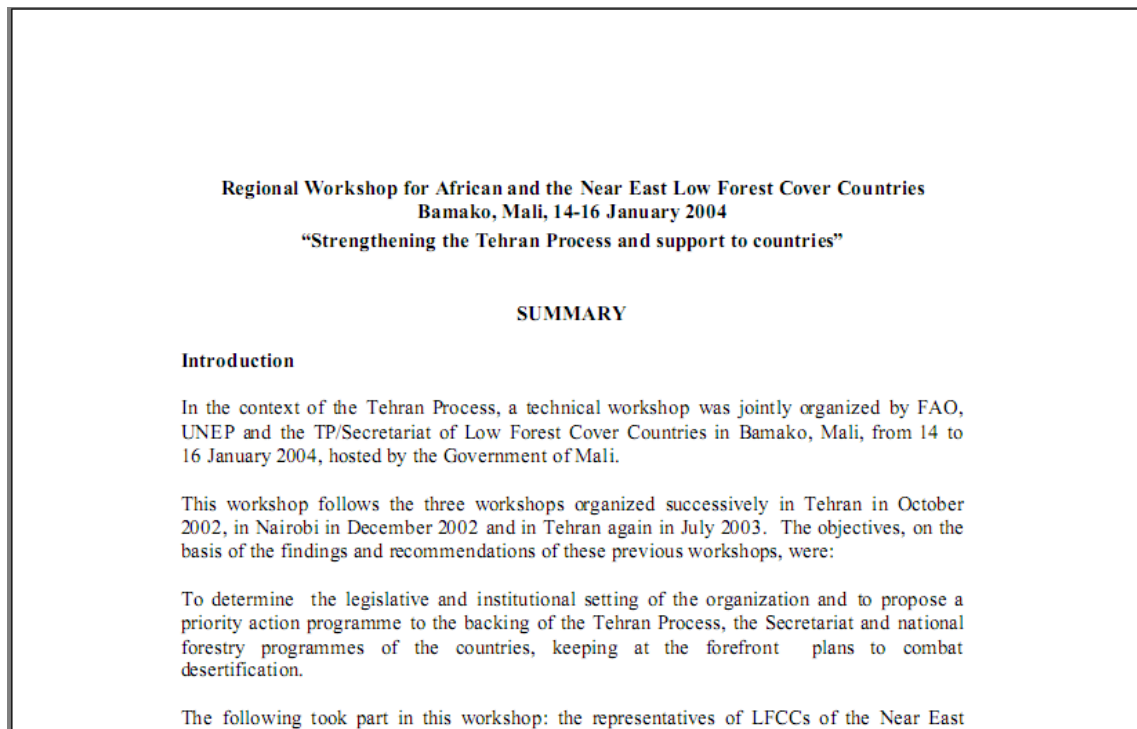 Regional Workshop for African and the Near East Low Forest Cover Countries
Bamako, Mali, 14-16 January 2004
“Strengthening the Tehran Process and support to countries”
SUMMARY
Introduction
In the context of the Tehran Process, a technical workshop was jointly organized by FAO,
UNEP and the TP/Secretariat of Low Forest Cover Countries in Bamako, Mali, from 14 to
16 January 2004, hosted by the Government of Mali.
This workshop follows the three workshops organized successively in Tehran in October
2002, in Nairobi in December 2002 and in Tehran again in July 2003. The objectives, on the
basis of the findings and recommendations of these previous workshops, were:
To determine the legislative and institutional setting of the organization and to propose a
priority action programme to the backing of the Tehran Process, the Secretariat and national
forestry programmes of the countries, keeping at the forefront plans to combat
desertification.
The following took part in this workshop: the representatives of LFCCs of the Near East